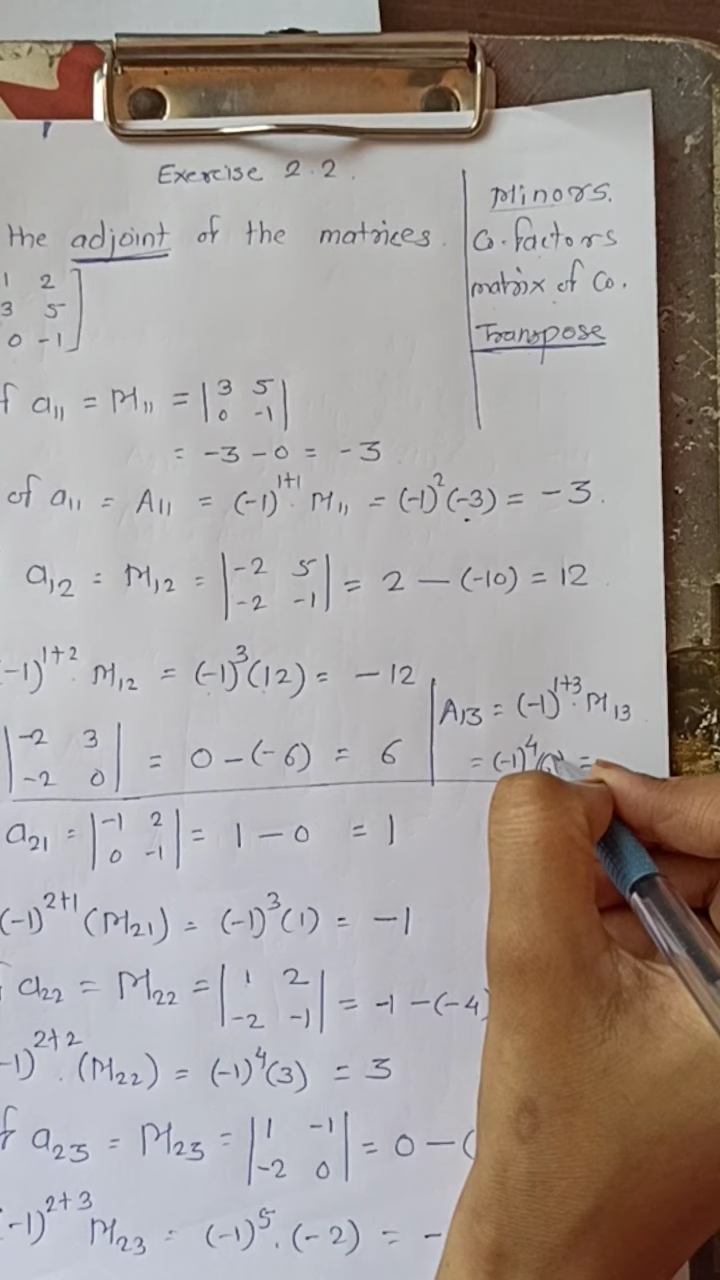 Exercise 2.2.
the adjoint of the matrices.
1 2
3 5
0 -1
Minors.
Co.factors
matrix of Co.
Transpose
f a₁₁ = M₁₁ = |3 5|
|0 -1|
= -3 - 0 = -3
of a₁₁ = A₁₁ = (-1)¹⁺¹. M₁₁ = (-1)²(-3) = -3.
a₁₂ = M₁₂ = |-2 5| = 2 - (-10) = 12
|-2 -1|
-1)¹⁺². M₁₂ = (-1)³(12) = -12
A₁₃ = (-1)¹⁺³. M₁₃
= (-1)⁴
|-2 3| = 0 - (-6) = 6
|-2 0|
a₂₁ = |-1 2| = 1 - 0 = 1
|0 -1|
(-1)²⁺¹ (M₂₁) = (-1)³(1) = -1
a₂₂ = M₂₂ = |1 2| = -1 - (-4)
|-2 -1|
-1)²⁺². (M₂₂) = (-1)⁴(3) = 3
f a₂₃ = M₂₃ = |1 -1| = 0 - (
|-2 0|
-1)²⁺³ M₂₃ = (-1)⁵. (-2) = -